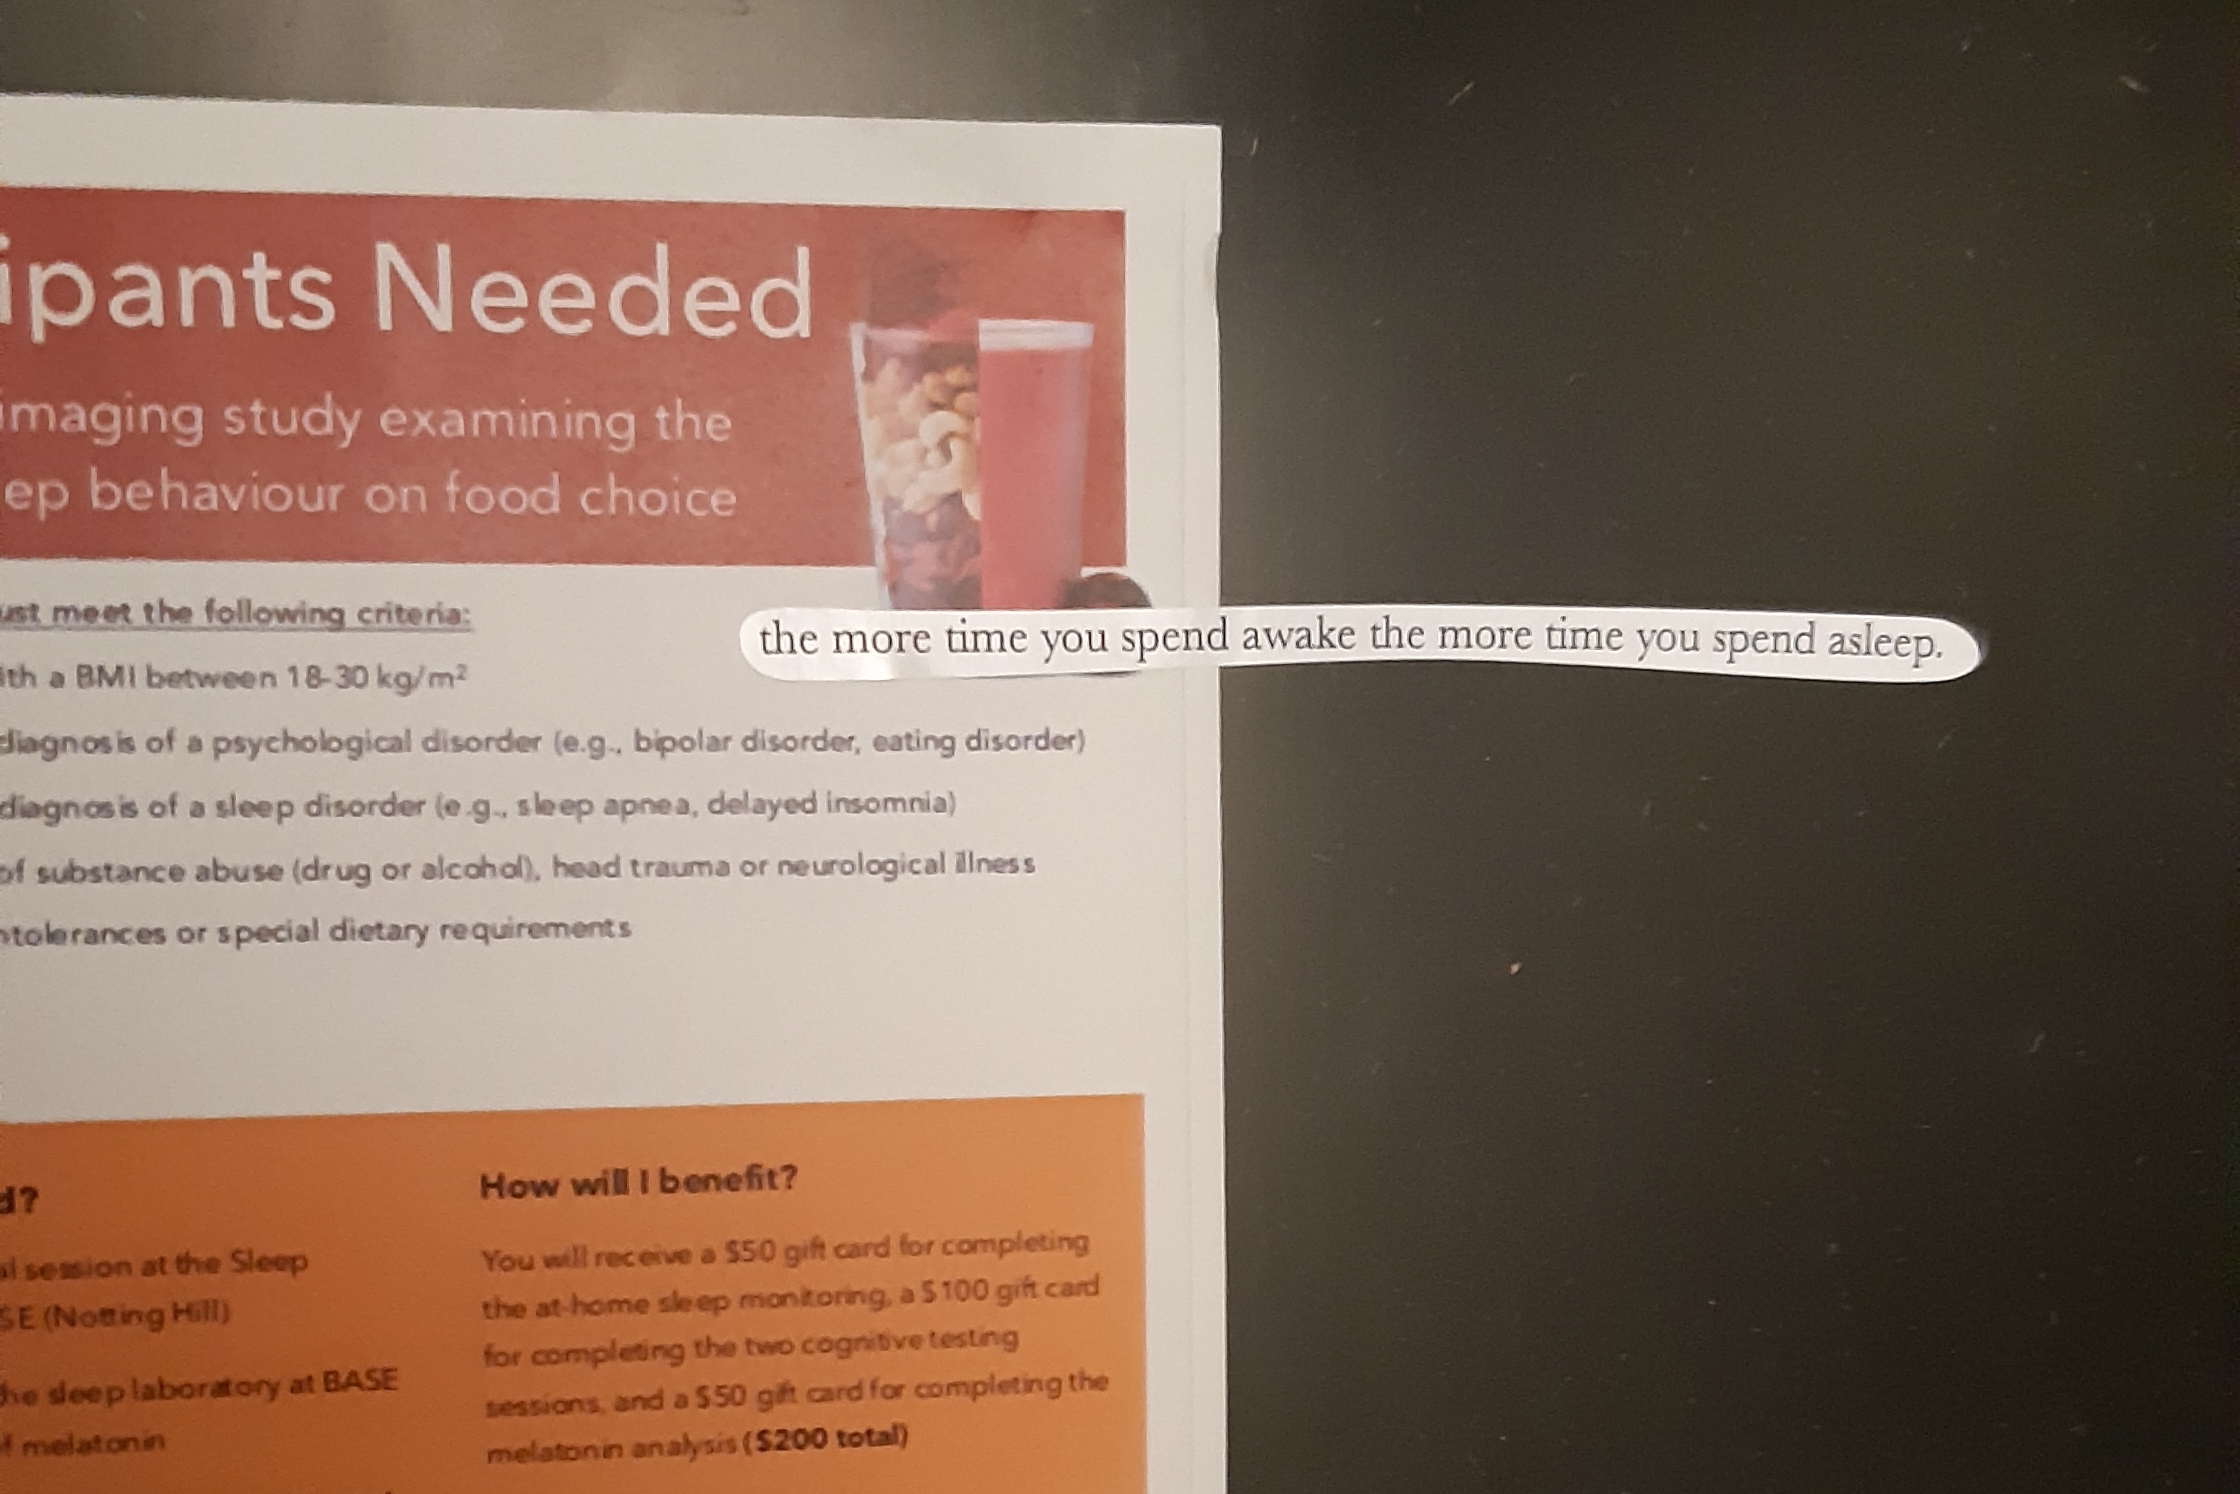 ipants Needed
imaging study examining the
ep behaviour on food choice
ust meet the following criteria:
the more time you spend awake the more time you spend asleep.
ith a BMI between 18-30 kg/m²
diagnosis of a psychological disorder (e.g., bipolar disorder, eating disorder)
diagnosis of a sleep disorder (e.g., sleep apnea, delayed insomnia)
of substance abuse (drug or alcohol), head trauma or neurological illness
ntolerances or special dietary requirements
d?
al session at the Sleep
SE (Notting Hill)
he sleep laboratory at BASE
f melatonin
How will I benefit?
You will receive a $50 gift card for completing
the at-home sleep monitoring, a $100 gift card
for completing the two cognitive testing
sessions, and a $50 gift card for completing the
melatonin analysis ($200 total)